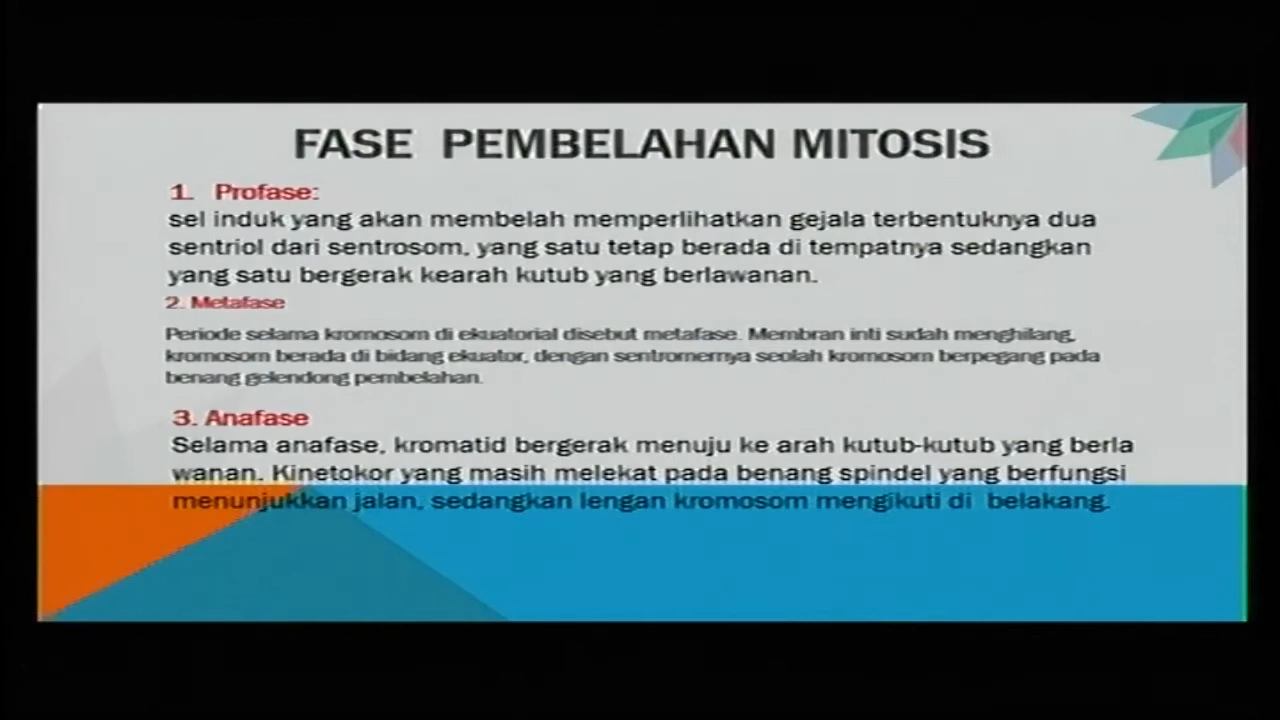 FASE PEMBELAHAN MITOSIS
1. Profase:
sel induk yang akan membelah memperlihatkan gejala terbentuknya dua
sentriol dari sentrosom, yang satu tetap berada di tempatnya sedangkan
yang satu bergerak kearah kutub yang berlawanan.
2. Metafase
Periode selama kromosom di ekuatorial disebut metafase. Membran inti sudah menghilang,
kromosom berada di bidang ekuator, dengan sentromernya seolah kromosom berpegang pada
benang gelendong pembelahan.
3. Anafase
Selama anafase, kromatid bergerak menuju ke arah kutub-kutub yang berla
wanan. Kinetokor yang masih melekat pada benang spindel yang berfungsi
menunjukkan jalan, sedangkan lengan kromosom mengikuti di belakang.